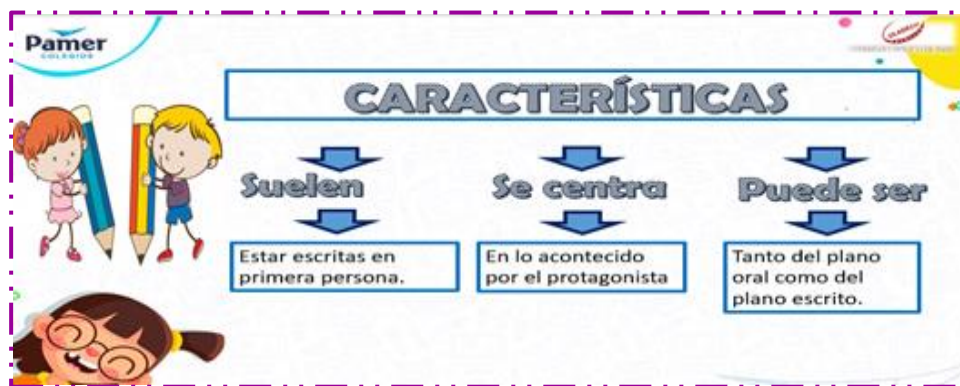 Pamer
COLEGIOS
CARACTERÍSTICAS
Suelen
Se centra
Puede ser
Estar escritas en
primera persona.
En lo acontecido
por el protagonista
Tanto del plano
oral como del
plano escrito.